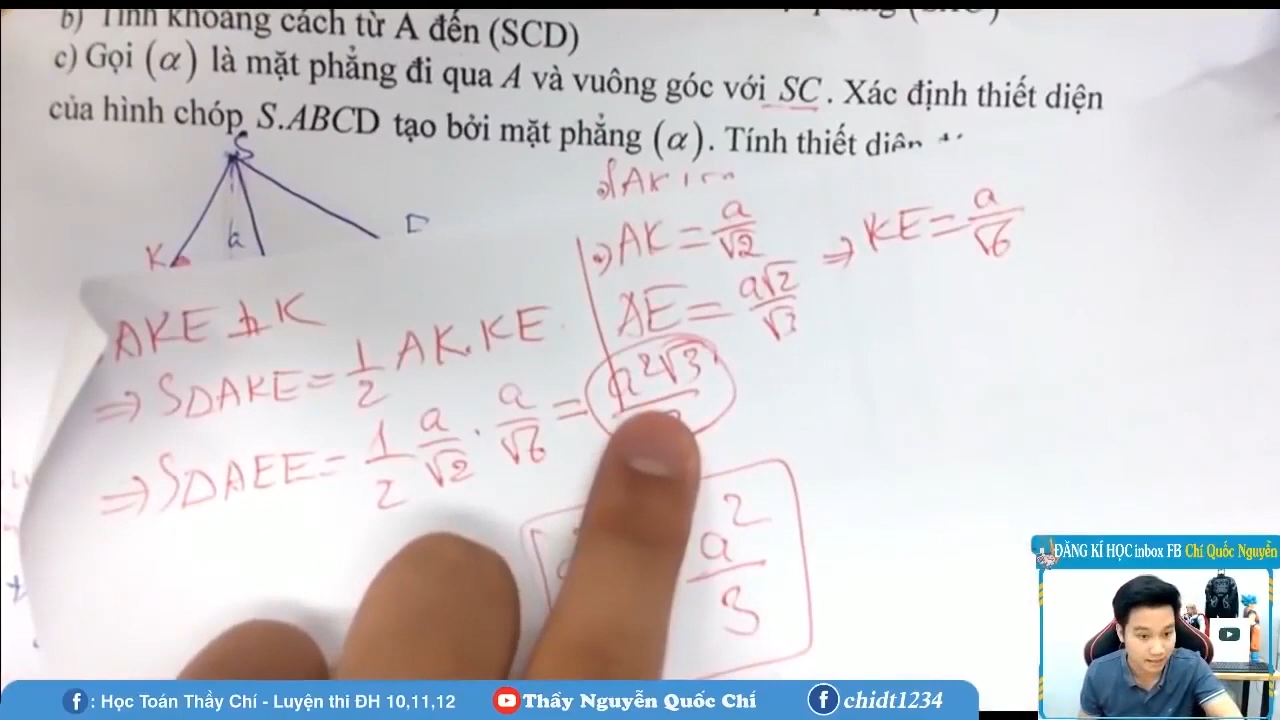 b) Tính khoảng cách từ A đến (SCD)
c) Gọi (α) là mặt phẳng đi qua A và vuông góc với SC. Xác định thiết diện
của hình chóp S.ABCD tạo bởi mặt phẳng (α). Tính thiết diện
S
K
a
D
AK = a/√2
⇒ KE = a/√6
AE = a√2/√3
AKE ⊥ K
⇒ SΔAKE = 1/2 AK.KE
⇒ SΔAEE = 1/2 a/√2 . a/√6 =
a²/3
ĐĂNG KÍ HỌC inbox FB Chí Quốc Nguyễn
f : Học Toán Thầy Chí - Luyện thi ĐH 10,11,12
Thầy Nguyễn Quốc Chí
f chidt1234